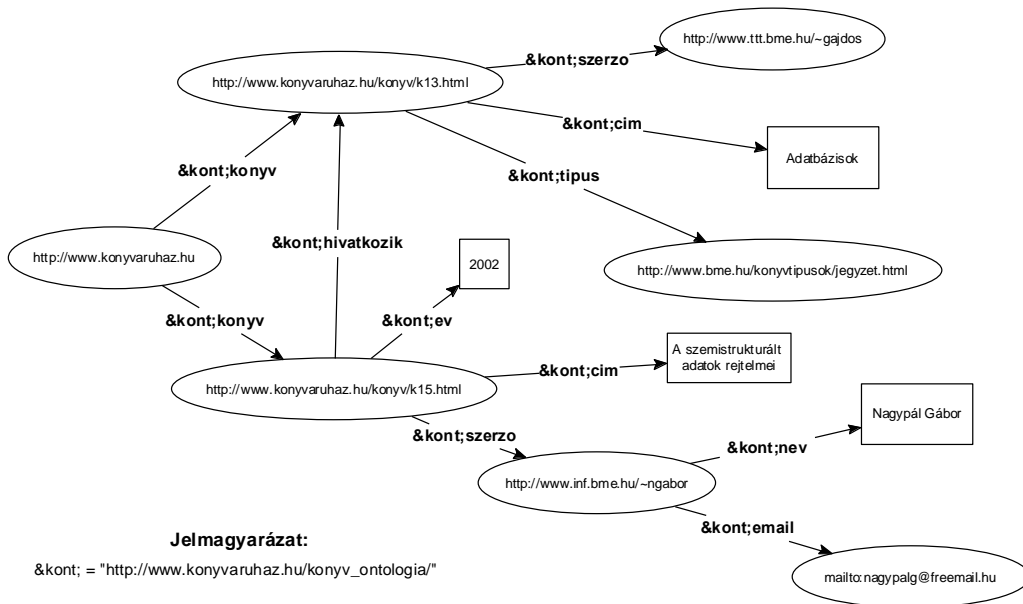 http://www.ttt.bme.hu/~gajdos
&kont;szerzo
http://www.konyvaruhaz.hu/konyv/k13.html
&kont;cim
Adatbázisok
&kont;konyv
&kont;tipus
&kont;hivatkozik
http://www.konyvaruhaz.hu
2002
http://www.bme.hu/konyvtipusok/jegyzet.html
&kont;konyv
&kont;ev
A szemistrukturált
adatok rejtelmei
&kont;cim
http://www.konyvaruhaz.hu/konyv/k15.html
Nagypál Gábor
&kont;szerzo
&kont;nev
http://www.inf.bme.hu/~ngabor
&kont;email
Jelmagyarázat:
&kont; = "http://www.konyvaruhaz.hu/konyv_ontologia/"
mailto:nagypalg@freemail.hu